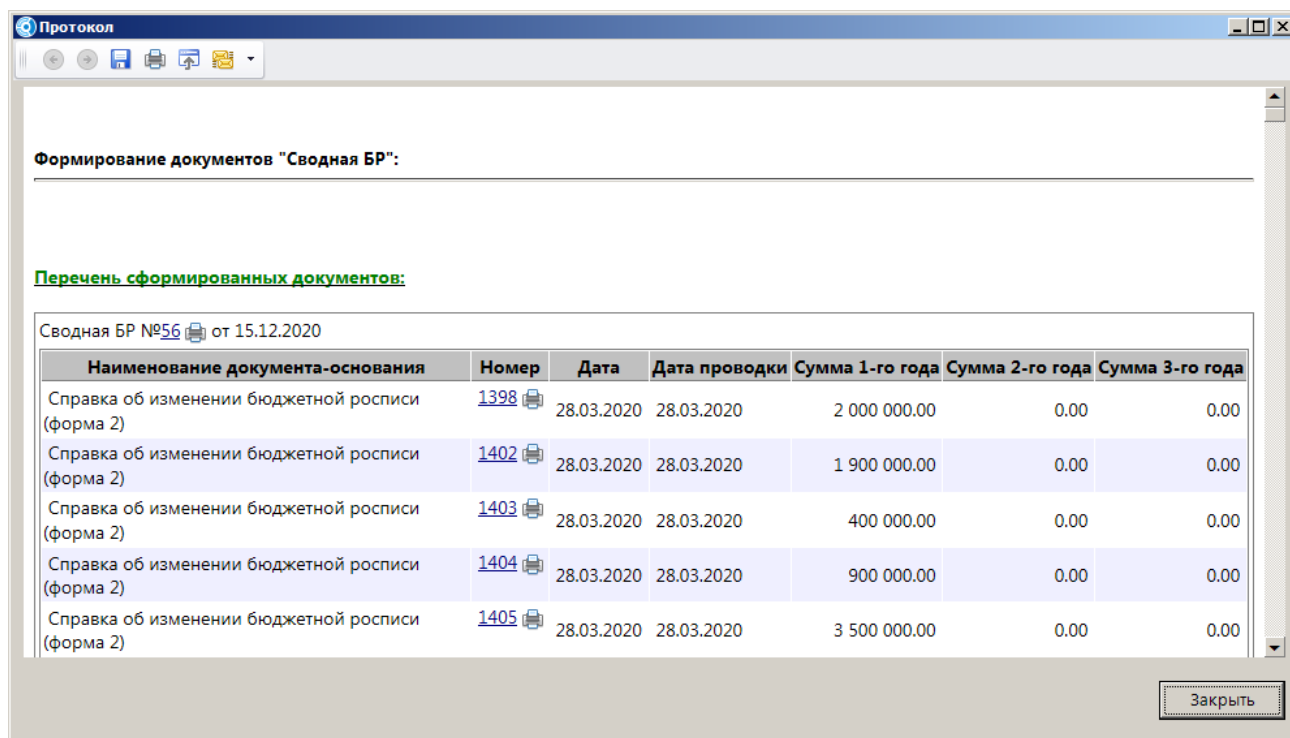 Протокол
Формирование документов "Сводная БР":
Перечень сформированных документов:
Сводная БР №56 от 15.12.2020
Наименование документа-основания Номер Дата Дата проводки Сумма 1-го года Сумма 2-го года Сумма 3-го года
Справка об изменении бюджетной росписи
(форма 2) 1398 28.03.2020 28.03.2020 2 000 000.00 0.00 0.00
Справка об изменении бюджетной росписи
(форма 2) 1402 28.03.2020 28.03.2020 1 900 000.00 0.00 0.00
Справка об изменении бюджетной росписи
(форма 2) 1403 28.03.2020 28.03.2020 400 000.00 0.00 0.00
Справка об изменении бюджетной росписи
(форма 2) 1404 28.03.2020 28.03.2020 900 000.00 0.00 0.00
Справка об изменении бюджетной росписи
(форма 2) 1405 28.03.2020 28.03.2020 3 500 000.00 0.00 0.00
Закрыть